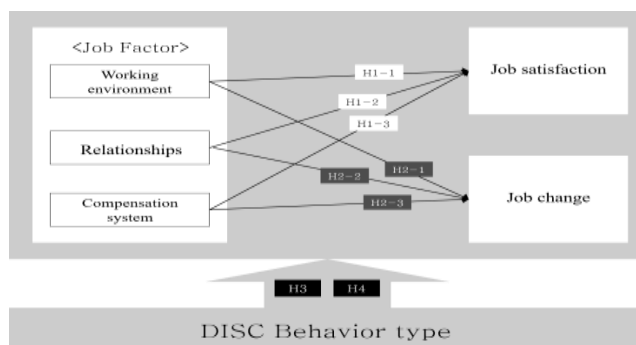 <Job Factor>
Working
environment
Relationships
Compensation
system
H1-1
H1-2
H1-3
H2-1
H2-2
H2-3
Job satisfaction
Job change
H3
H4
DISC Behavior type